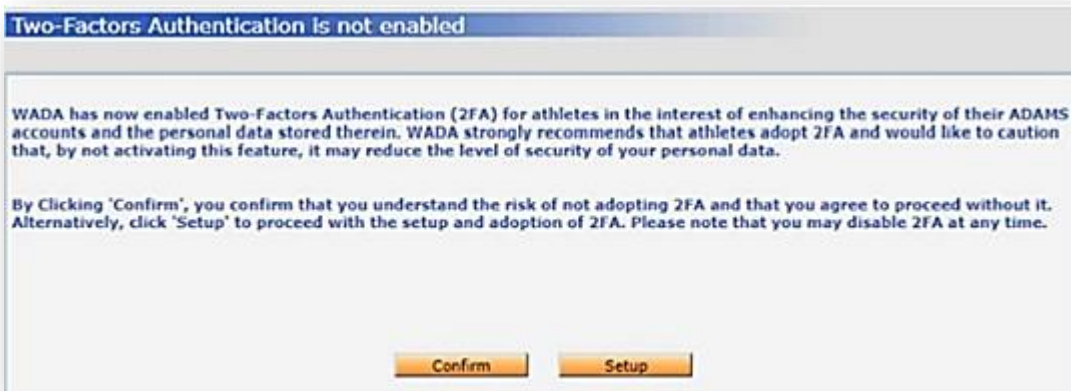 Two-Factors Authentication is not enabled
WADA has now enabled Two-Factors Authentication (2FA) for athletes in the interest of enhancing the security of their ADAMS
accounts and the personal data stored therein. WADA strongly recommends that athletes adopt 2FA and would like to caution
that, by not activating this feature, it may reduce the level of security of your personal data.
By Clicking 'Confirm', you confirm that you understand the risk of not adopting 2FA and that you agree to proceed without it.
Alternatively, click 'Setup' to proceed with the setup and adoption of 2FA. Please note that you may disable 2FA at any time.
Confirm Setup